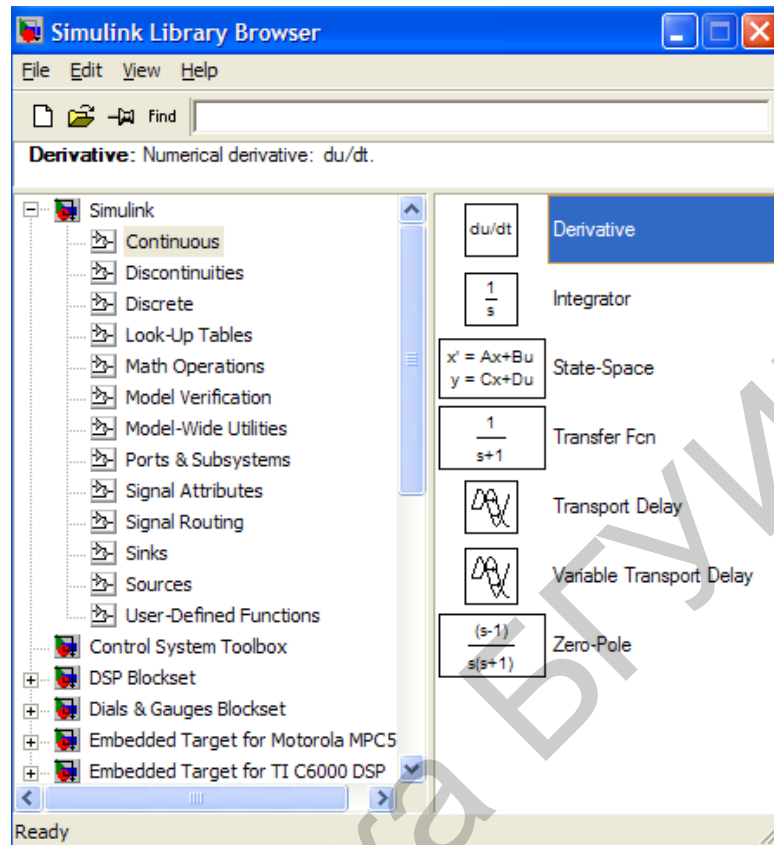 Simulink Library Browser
File Edit View Help
Find
Derivative: Numerical derivative: du/dt.
Simulink
Continuous
Discontinuities
Discrete
Look-Up Tables
Math Operations
Model Verification
Model-Wide Utilities
Ports & Subsystems
Signal Attributes
Signal Routing
Sinks
Sources
User-Defined Functions
Control System Toolbox
DSP Blockset
Dials & Gauges Blockset
Embedded Target for Motorola MPC5
Embedded Target for TI C6000 DSP
du/dt Derivative
1
s
Integrator
x' = Ax+Bu
y = Cx+Du
State-Space
1
s+1
Transfer Fcn
Transport Delay
Variable Transport Delay
(s-1)
s(s+1)
Zero-Pole
Ready